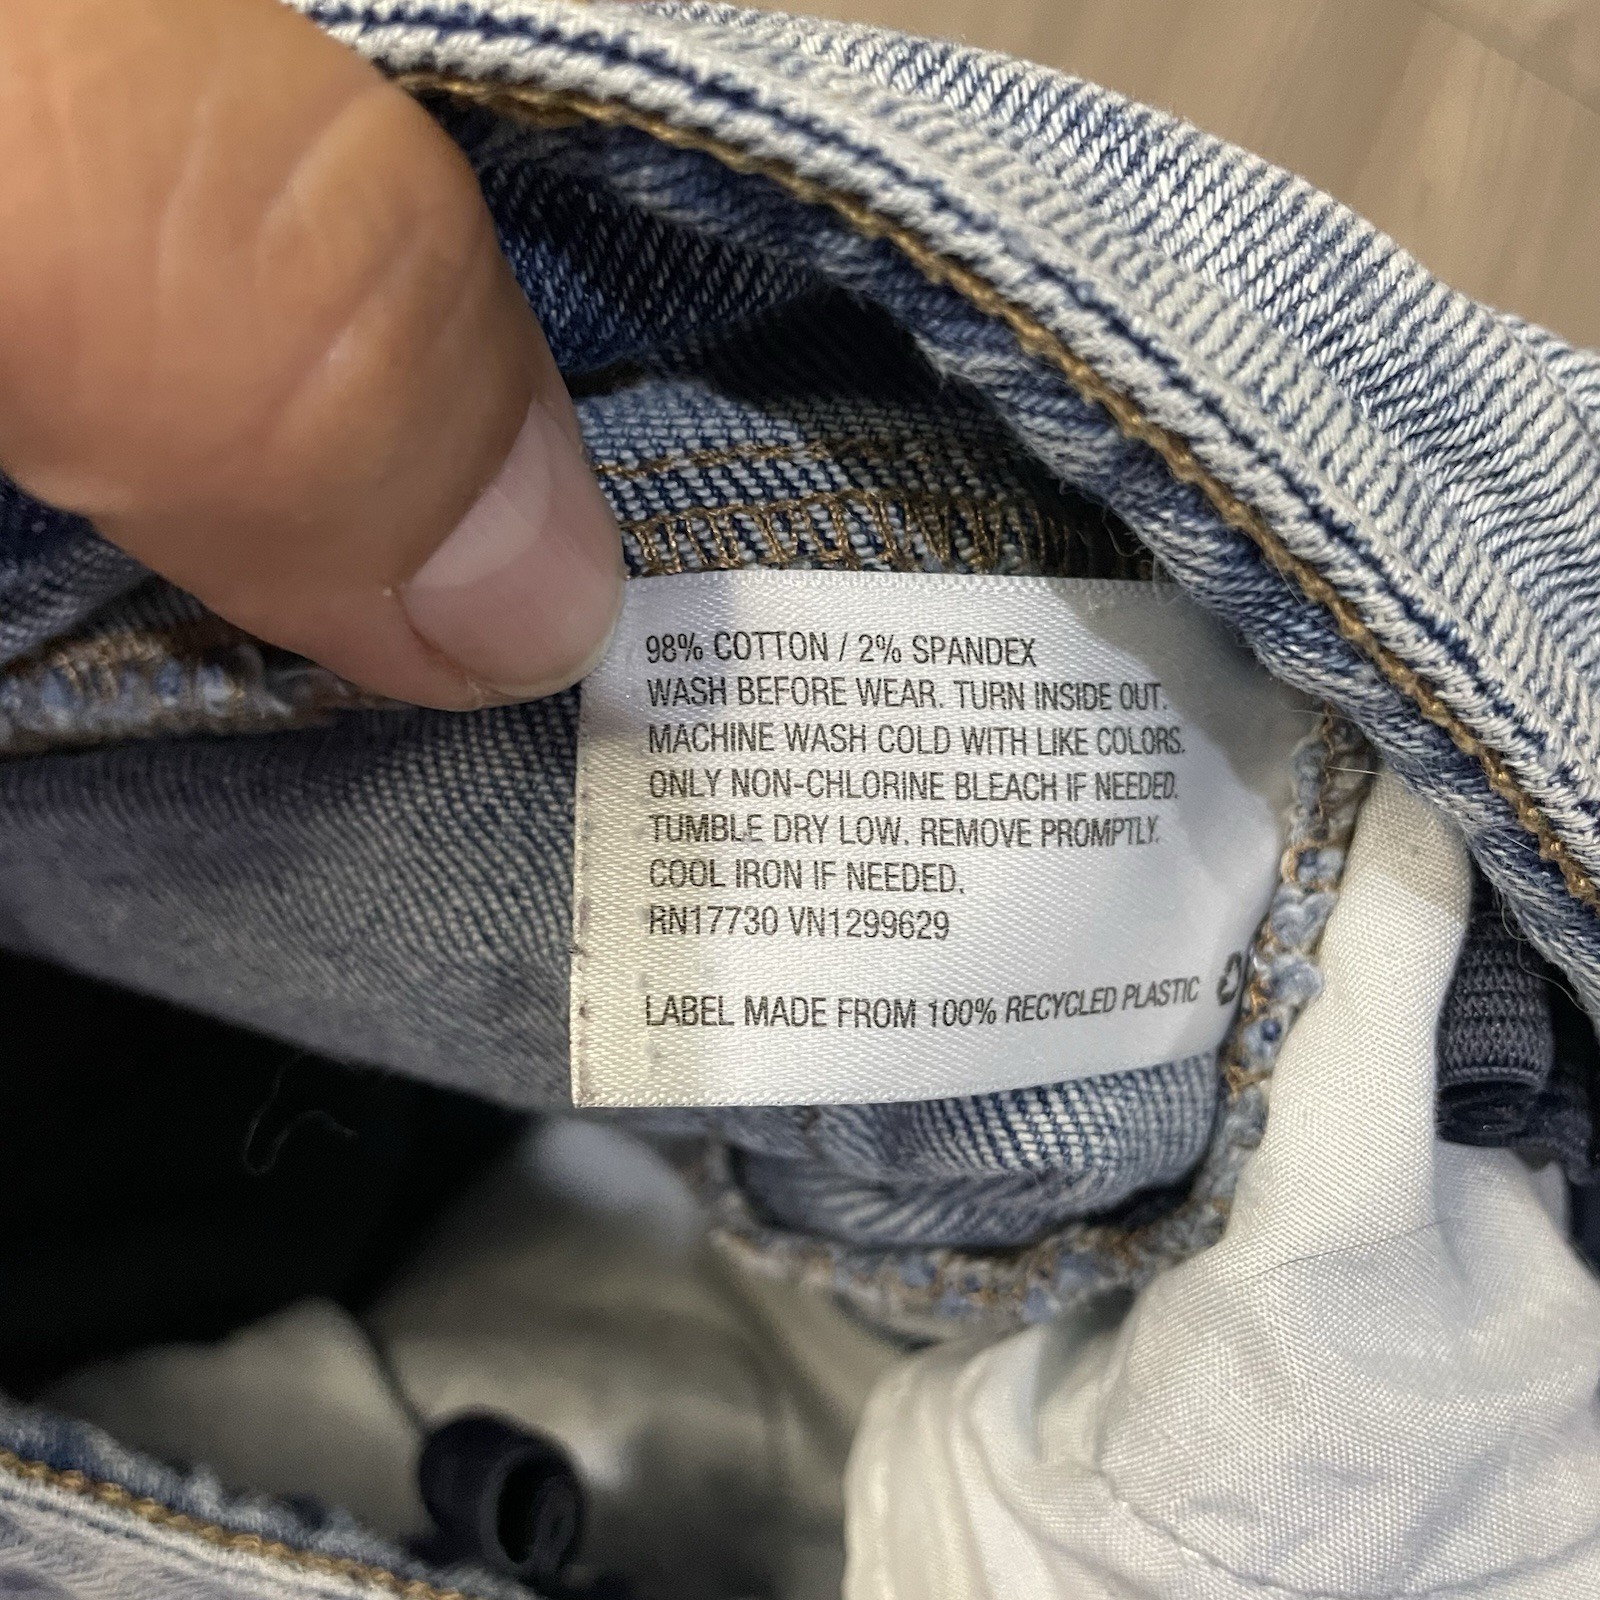 98% COTTON / 2% SPANDEX
WASH BEFORE WEAR. TURN INSIDE OUT.
MACHINE WASH COLD WITH LIKE COLORS.
ONLY NON-CHLORINE BLEACH IF NEEDED.
TUMBLE DRY LOW. REMOVE PROMPTLY.
COOL IRON IF NEEDED.
RN17730 VN1299629
LABEL MADE FROM 100% RECYCLED PLASTIC